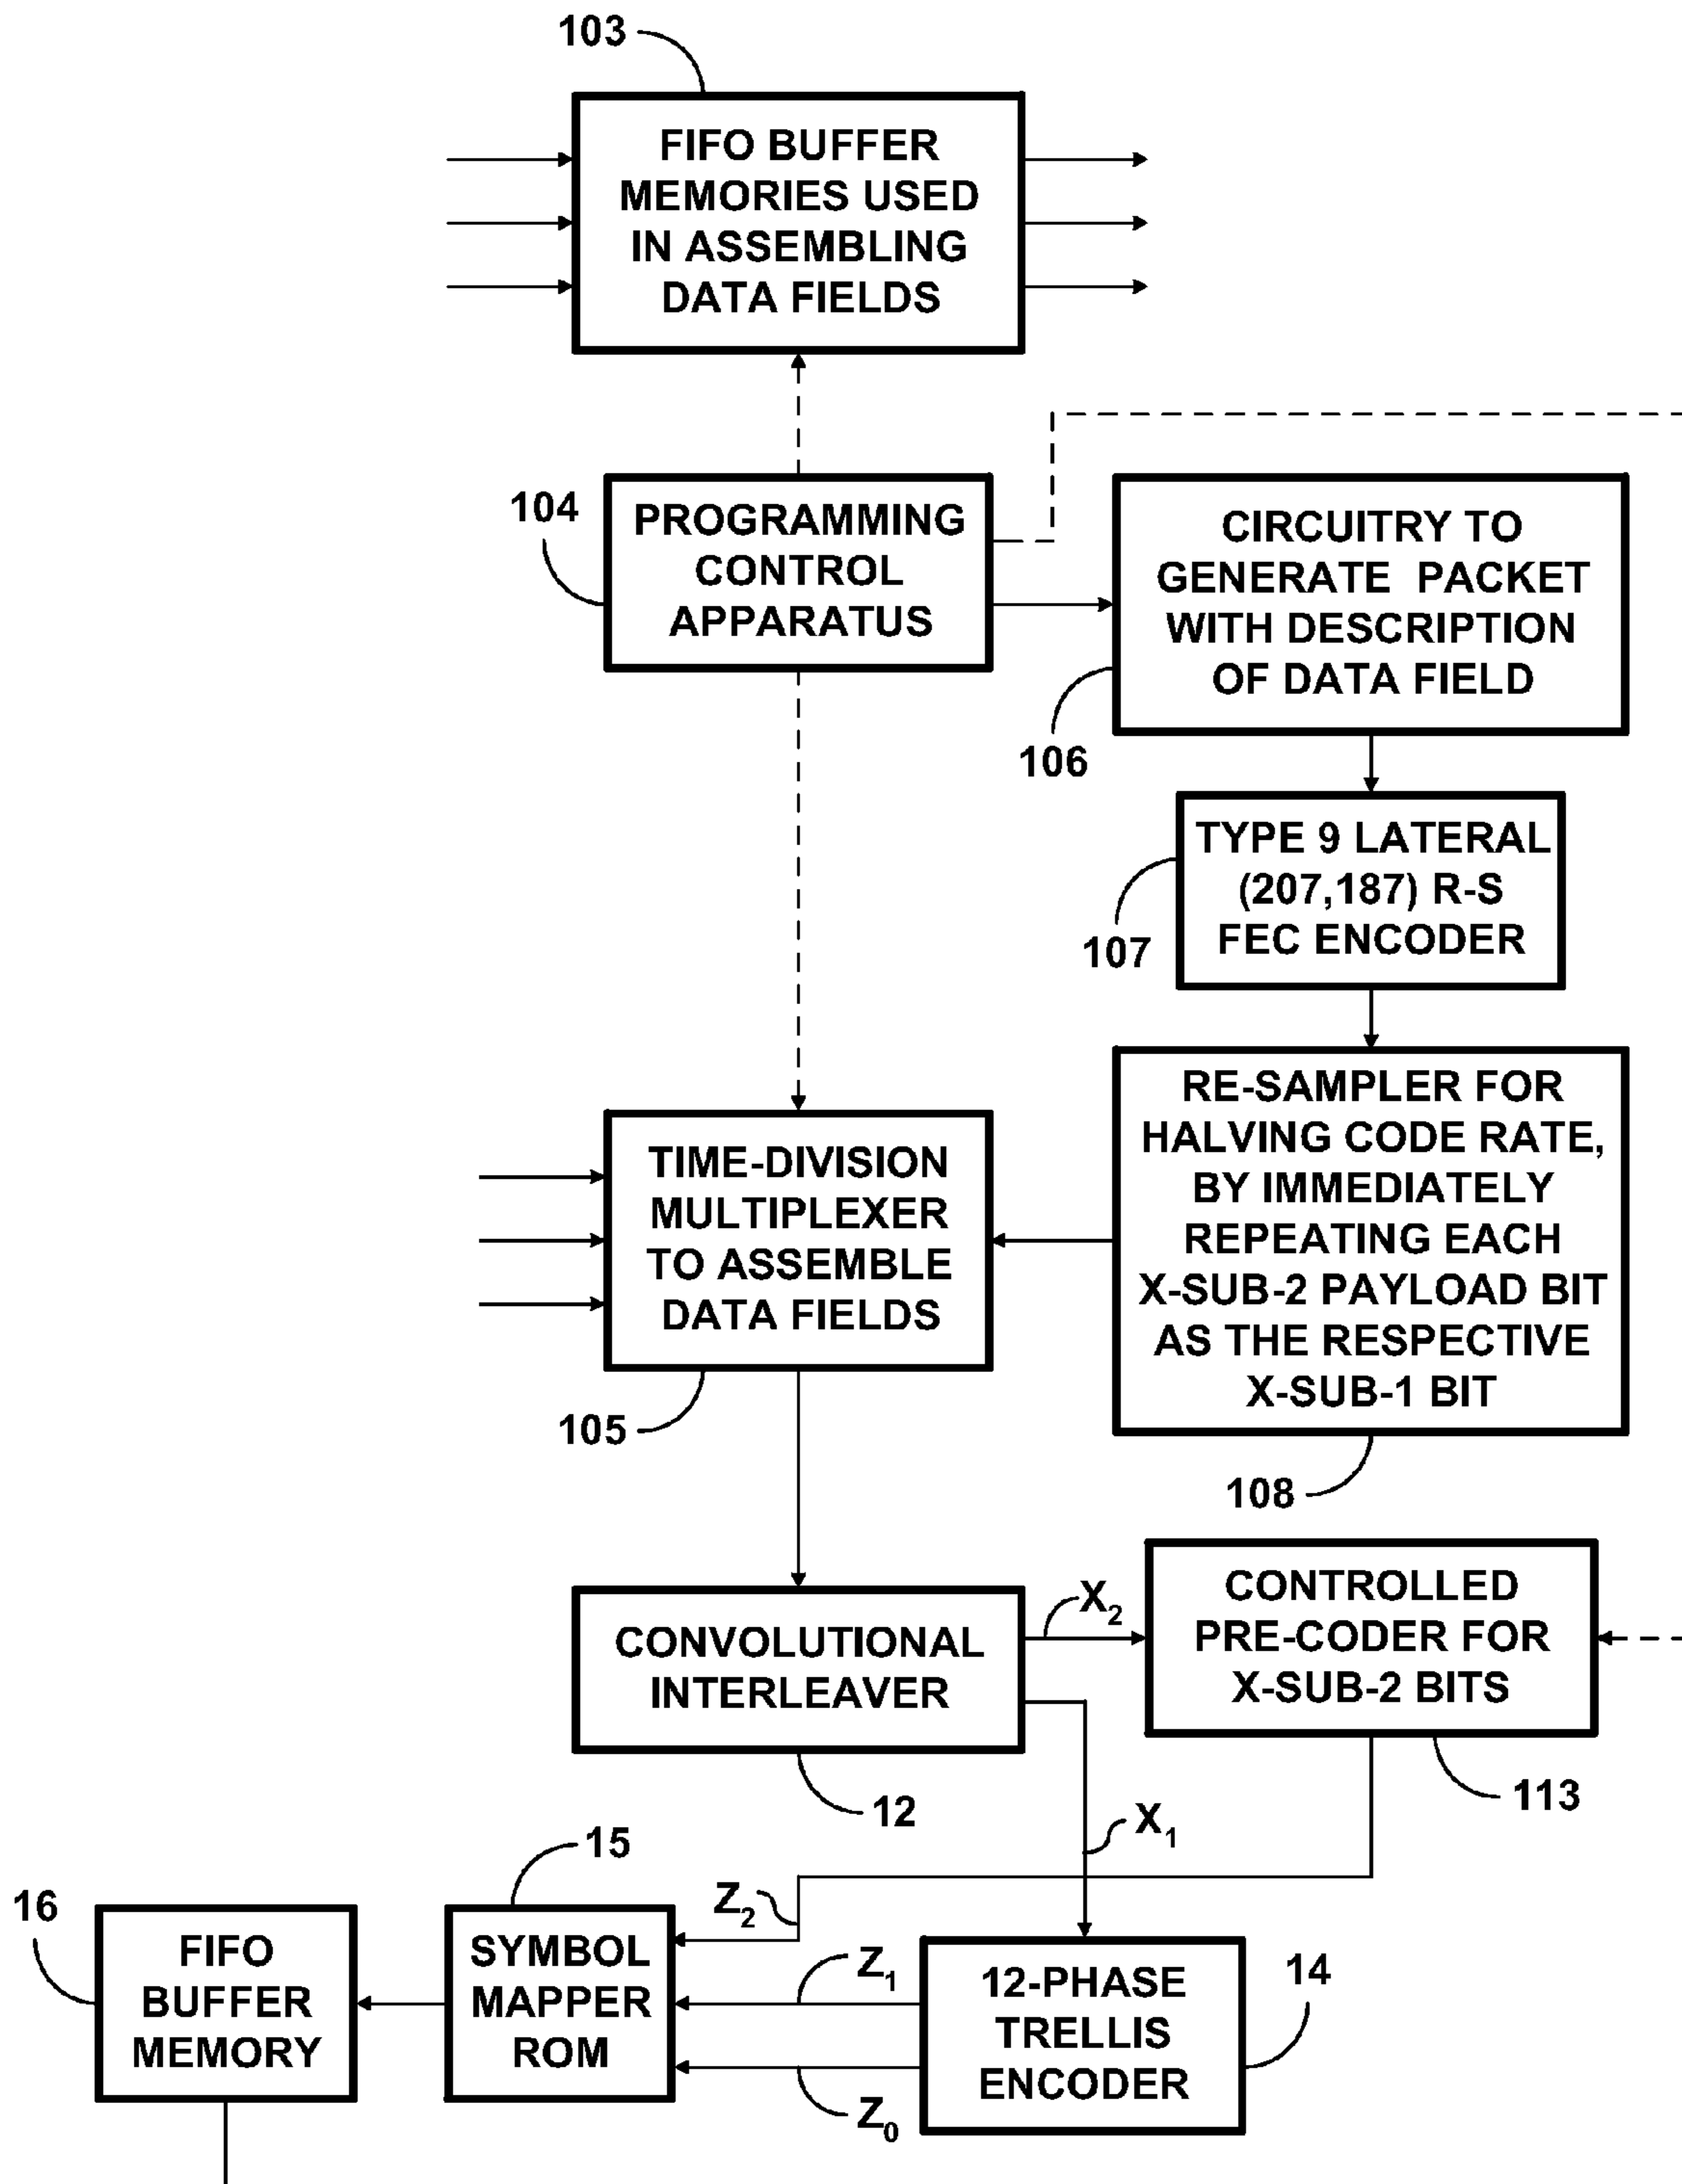 103
FIFO BUFFER
MEMORIES USED
IN ASSEMBLING
DATA FIELDS
104
PROGRAMMING
CONTROL
APPARATUS
CIRCUITRY TO
GENERATE PACKET
WITH DESCRIPTION
OF DATA FIELD
106
TYPE 9 LATERAL
(207,187) R-S
FEC ENCODER
107
TIME-DIVISION
MULTIPLEXER
TO ASSEMBLE
DATA FIELDS
105
RE-SAMPLER FOR
HALVING CODE RATE,
BY IMMEDIATELY
REPEATING EACH
X-SUB-2 PAYLOAD BIT
AS THE RESPECTIVE
X-SUB-1 BIT
108
CONVOLUTIONAL
INTERLEAVER
12
X₂
CONTROLLED
PRE-CODER FOR
X-SUB-2 BITS
113
X₁
15
16
Z₂
FIFO
BUFFER
MEMORY
SYMBOL
MAPPER
ROM
Z₁
Z₀
12-PHASE
TRELLIS
ENCODER
14